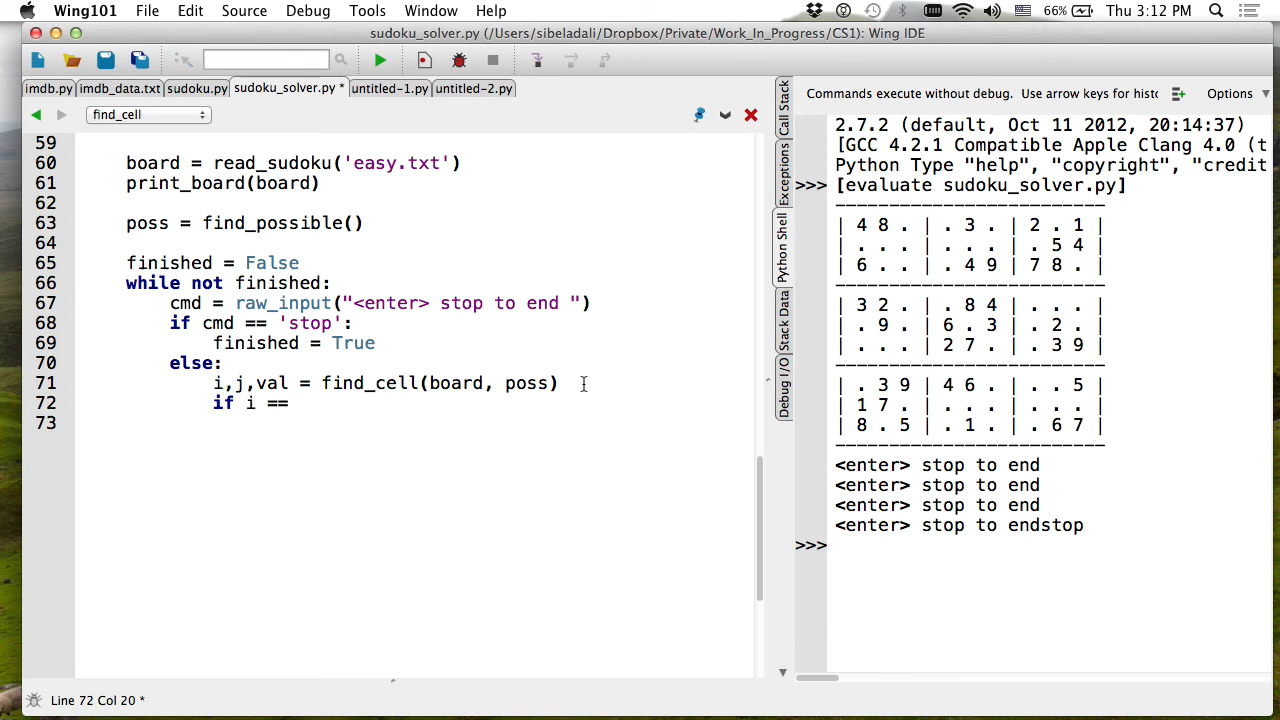 Wing101 File Edit Source Debug Tools Window Help 66% Thu 3:12 PM
sudoku_solver.py (/Users/sibeladali/Dropbox/Private/Work_In_Progress/CS1): Wing IDE
imdb.py imdb_data.txt sudoku.py sudoku_solver.py * untitled-1.py untitled-2.py
find_cell
59
60 board = read_sudoku('easy.txt')
61 print_board(board)
62
63 poss = find_possible()
64
65 finished = False
66 while not finished:
67 cmd = raw_input("<enter> stop to end ")
68 if cmd == 'stop':
69 finished = True
70 else:
71 i,j,val = find_cell(board, poss)
72 if i ==
73
Line 72 Col 20 *
Call Stack
Exceptions
Python Shell
Stack Data
Debug I/O
Commands execute without debug. Use arrow keys for histo Options
2.7.2 (default, Oct 11 2012, 20:14:37)
[GCC 4.2.1 Compatible Apple Clang 4.0 (t
Python Type "help", "copyright", "credit
>>> [evaluate sudoku_solver.py]
-------------------------
| 4 8 . | . 3 . | 2 . 1 |
| . . . | . . . | . 5 4 |
| 6 . . | . 4 9 | 7 8 . |
-------------------------
| 3 2 . | . 8 4 | . . . |
| . 9 . | 6 . 3 | . 2 . |
| . . . | 2 7 . | . 3 9 |
-------------------------
| . 3 9 | 4 6 . | . . 5 |
| 1 7 . | . . . | . . . |
| 8 . 5 | . 1 . | . 6 7 |
-------------------------
<enter> stop to end
<enter> stop to end
<enter> stop to end
<enter> stop to endstop
>>>